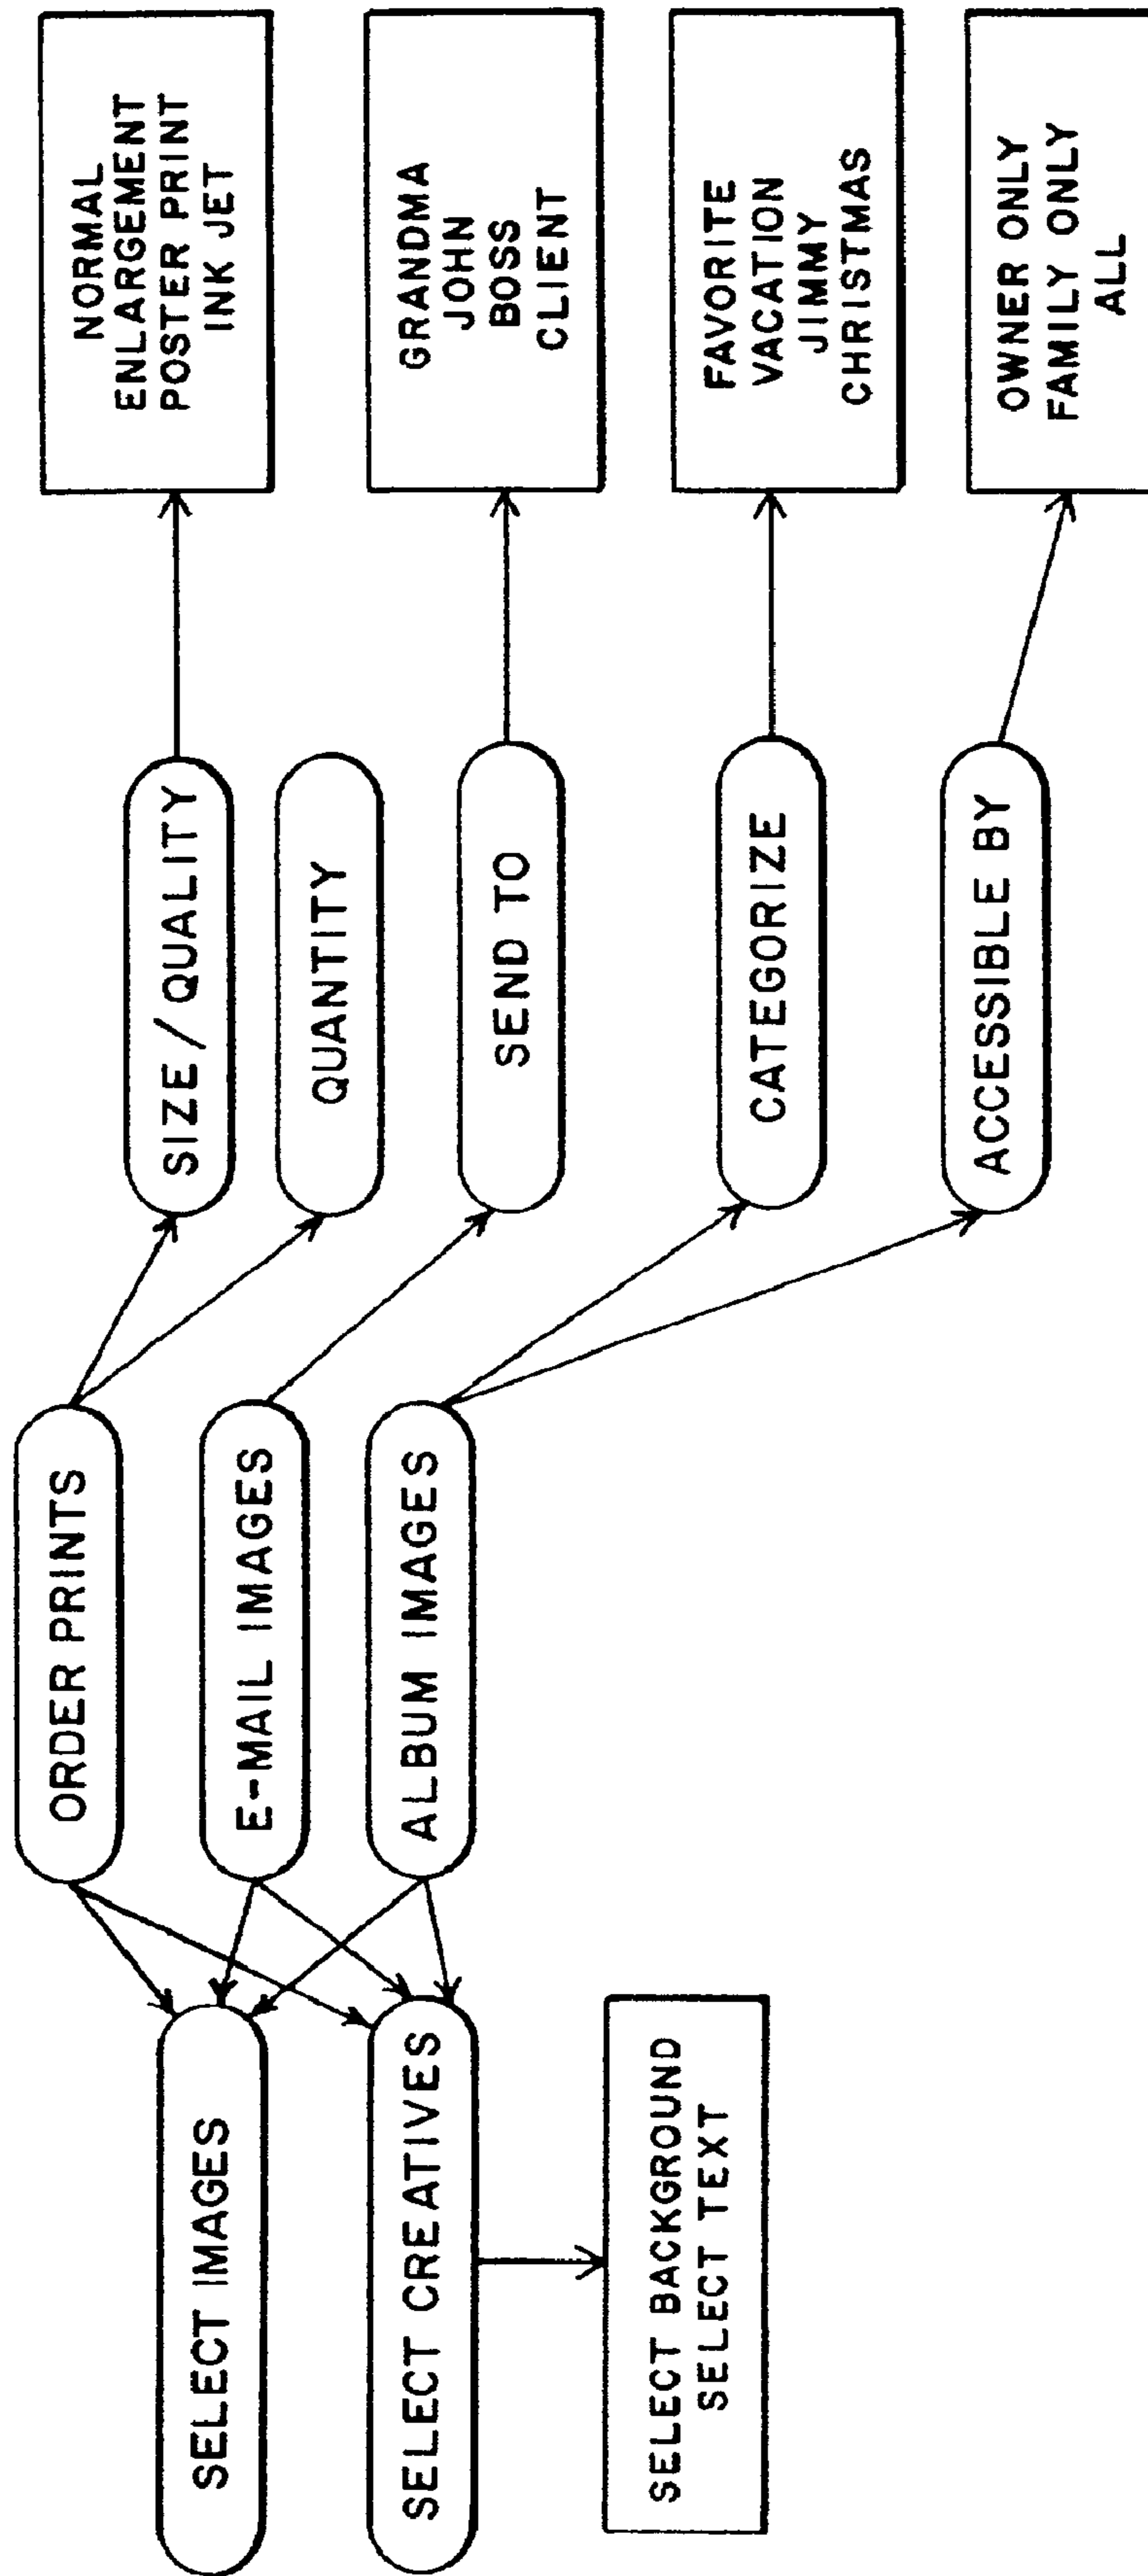 SELECT IMAGES
SELECT CREATIVES
SELECT BACKGROUND
SELECT TEXT
ORDER PRINTS
E-MAIL IMAGES
ALBUM IMAGES
SIZE / QUALITY
QUANTITY
SEND TO
CATEGORIZE
ACCESSIBLE BY
NORMAL
ENLARGEMENT
POSTER PRINT
INK JET
GRANDMA
JOHN
BOSS
CLIENT
FAVORITE
VACATION
JIMMY
CHRISTMAS
OWNER ONLY
FAMILY ONLY
ALL